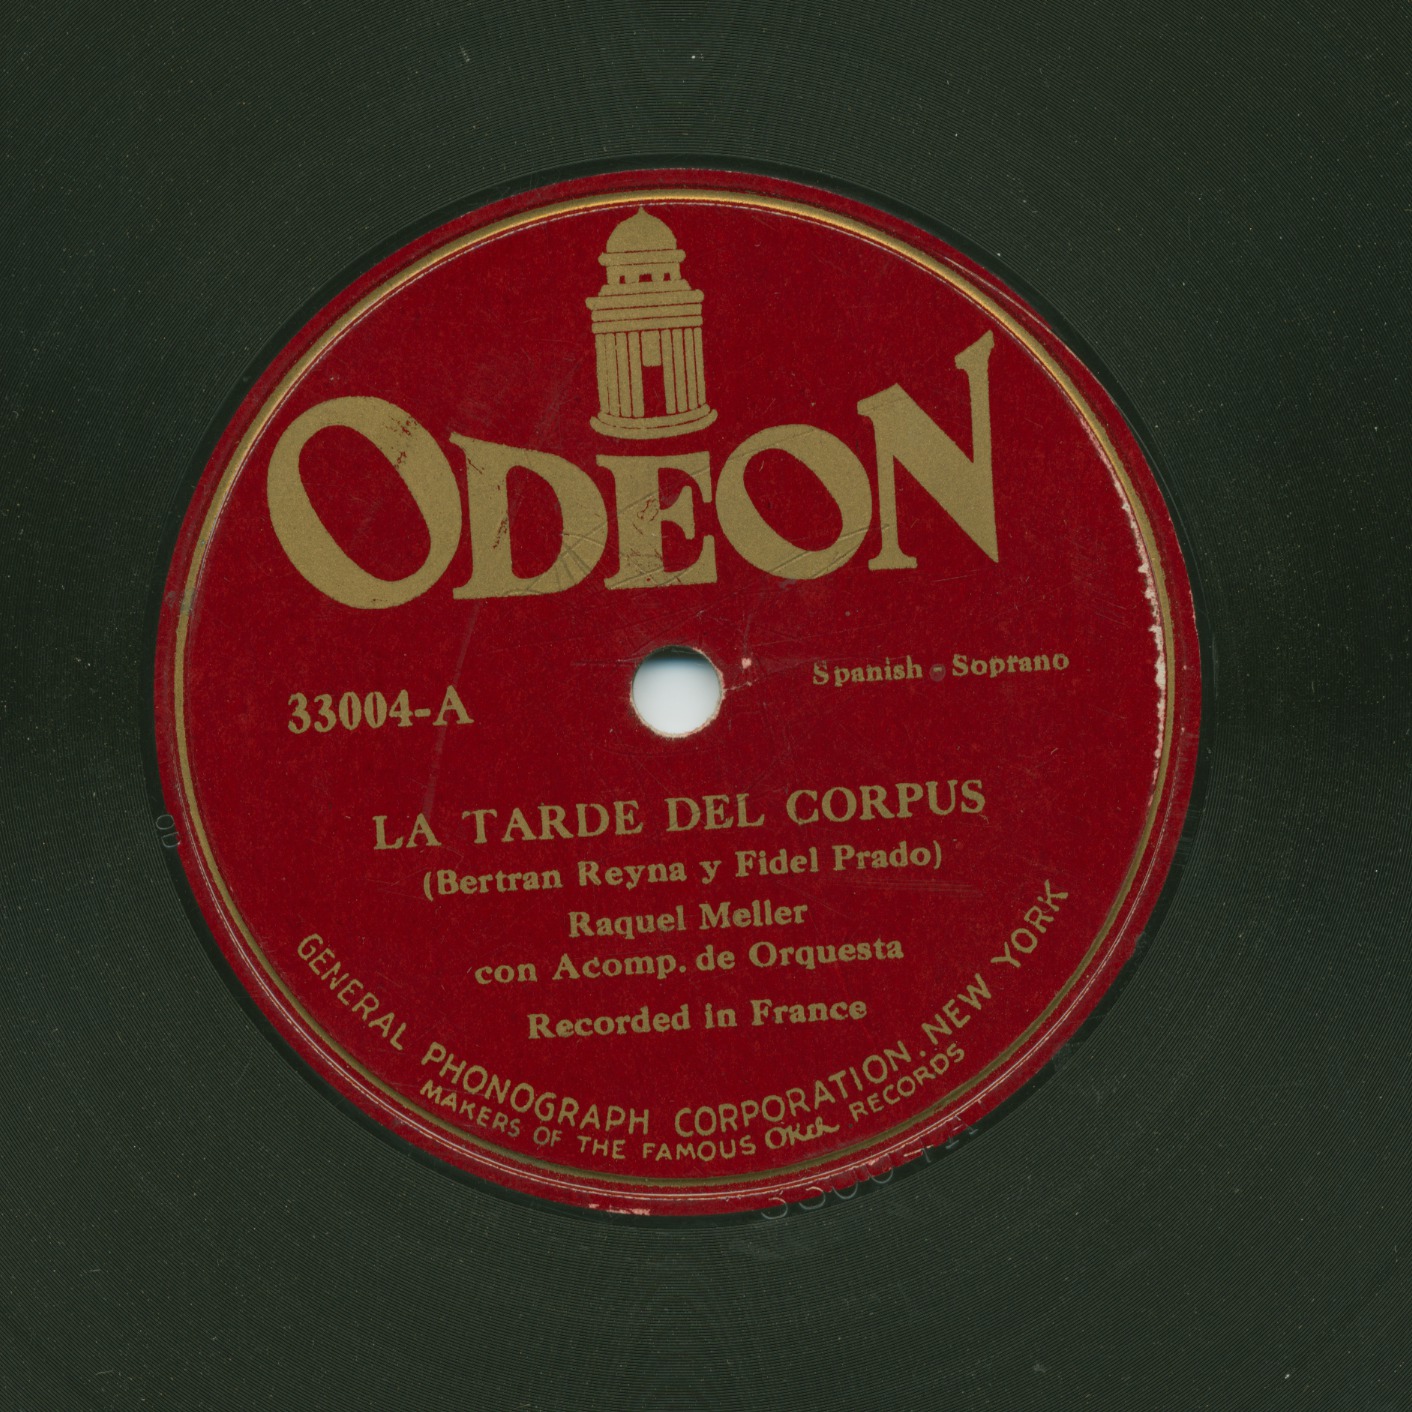 ODEON
33004-A
Spanish - Soprano
LA TARDE DEL CORPUS
(Bertran Reyna y Fidel Prado)
Raquel Meller
con Acomp. de Orquesta
Recorded in France
GENERAL PHONOGRAPH CORPORATION. NEW YORK
MAKERS OF THE FAMOUS OKeh RECORDS
33004A